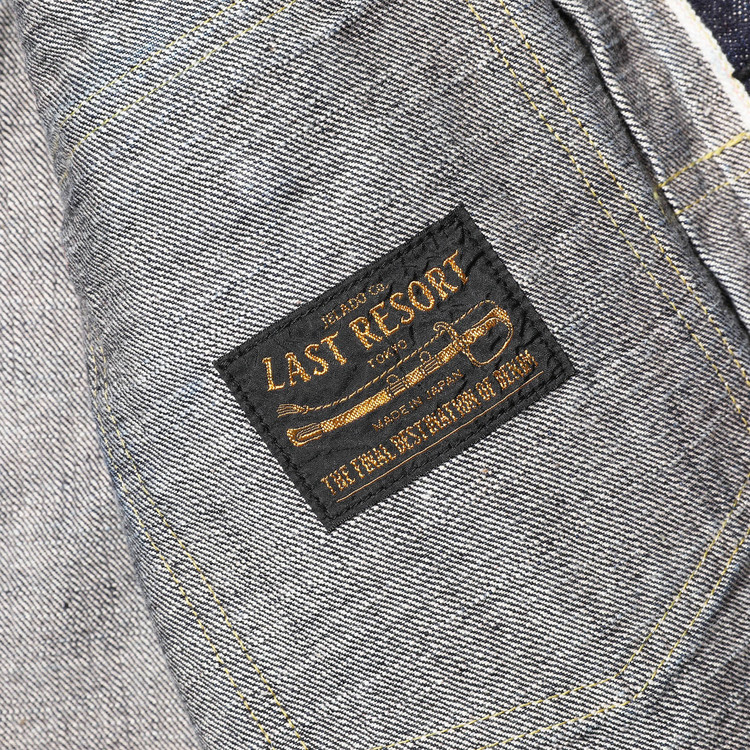 JELADO CO.
LAST RESORT
TOKYO
MADE IN JAPAN
THE FINAL DESTINATION OF DENIM